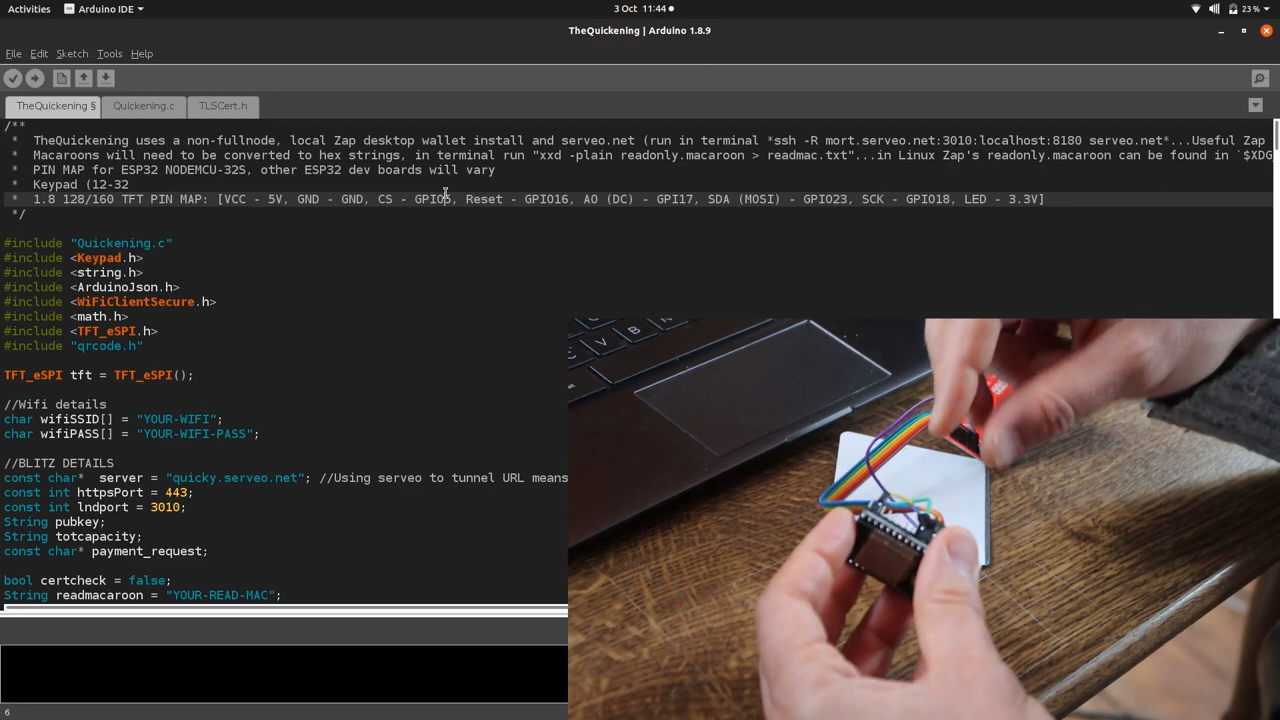 Activities Arduino IDE 3 Oct 11:44 23 %
TheQuickening | Arduino 1.8.9
File Edit Sketch Tools Help
TheQuickening § Quickening.c TLSCert.h
/**
* TheQuickening uses a non-fullnode, local Zap desktop wallet install and serveo.net (run in terminal *ssh -R mort.serveo.net:3010:localhost:8180 serveo.net*...Useful Zap
* Macaroons will need to be converted to hex strings, in terminal run "xxd -plain readonly.macaroon > readmac.txt"...in Linux Zap's readonly.macaroon can be found in `$XDG
* PIN MAP for ESP32 NODEMCU-32S, other ESP32 dev boards will vary
* Keypad (12-32
* 1.8 128/160 TFT PIN MAP: [VCC - 5V, GND - GND, CS - GPIO5, Reset - GPIO16, AO (DC) - GPI17, SDA (MOSI) - GPIO23, SCK - GPIO18, LED - 3.3V]
*/
#include "Quickening.c"
#include <Keypad.h>
#include <string.h>
#include <ArduinoJson.h>
#include <WiFiClientSecure.h>
#include <math.h>
#include <TFT_eSPI.h>
#include "qrcode.h"
TFT_eSPI tft = TFT_eSPI();
//Wifi details
char wifiSSID[] = "YOUR-WIFI";
char wifiPASS[] = "YOUR-WIFI-PASS";
//BLITZ DETAILS
const char* server = "quicky.serveo.net"; //Using serveo to tunnel URL means
const int httpsPort = 443;
const int lndport = 3010;
String pubkey;
String totcapacity;
const char* payment_request;
bool certcheck = false;
String readmacaroon = "YOUR-READ-MAC";
6
C V B N